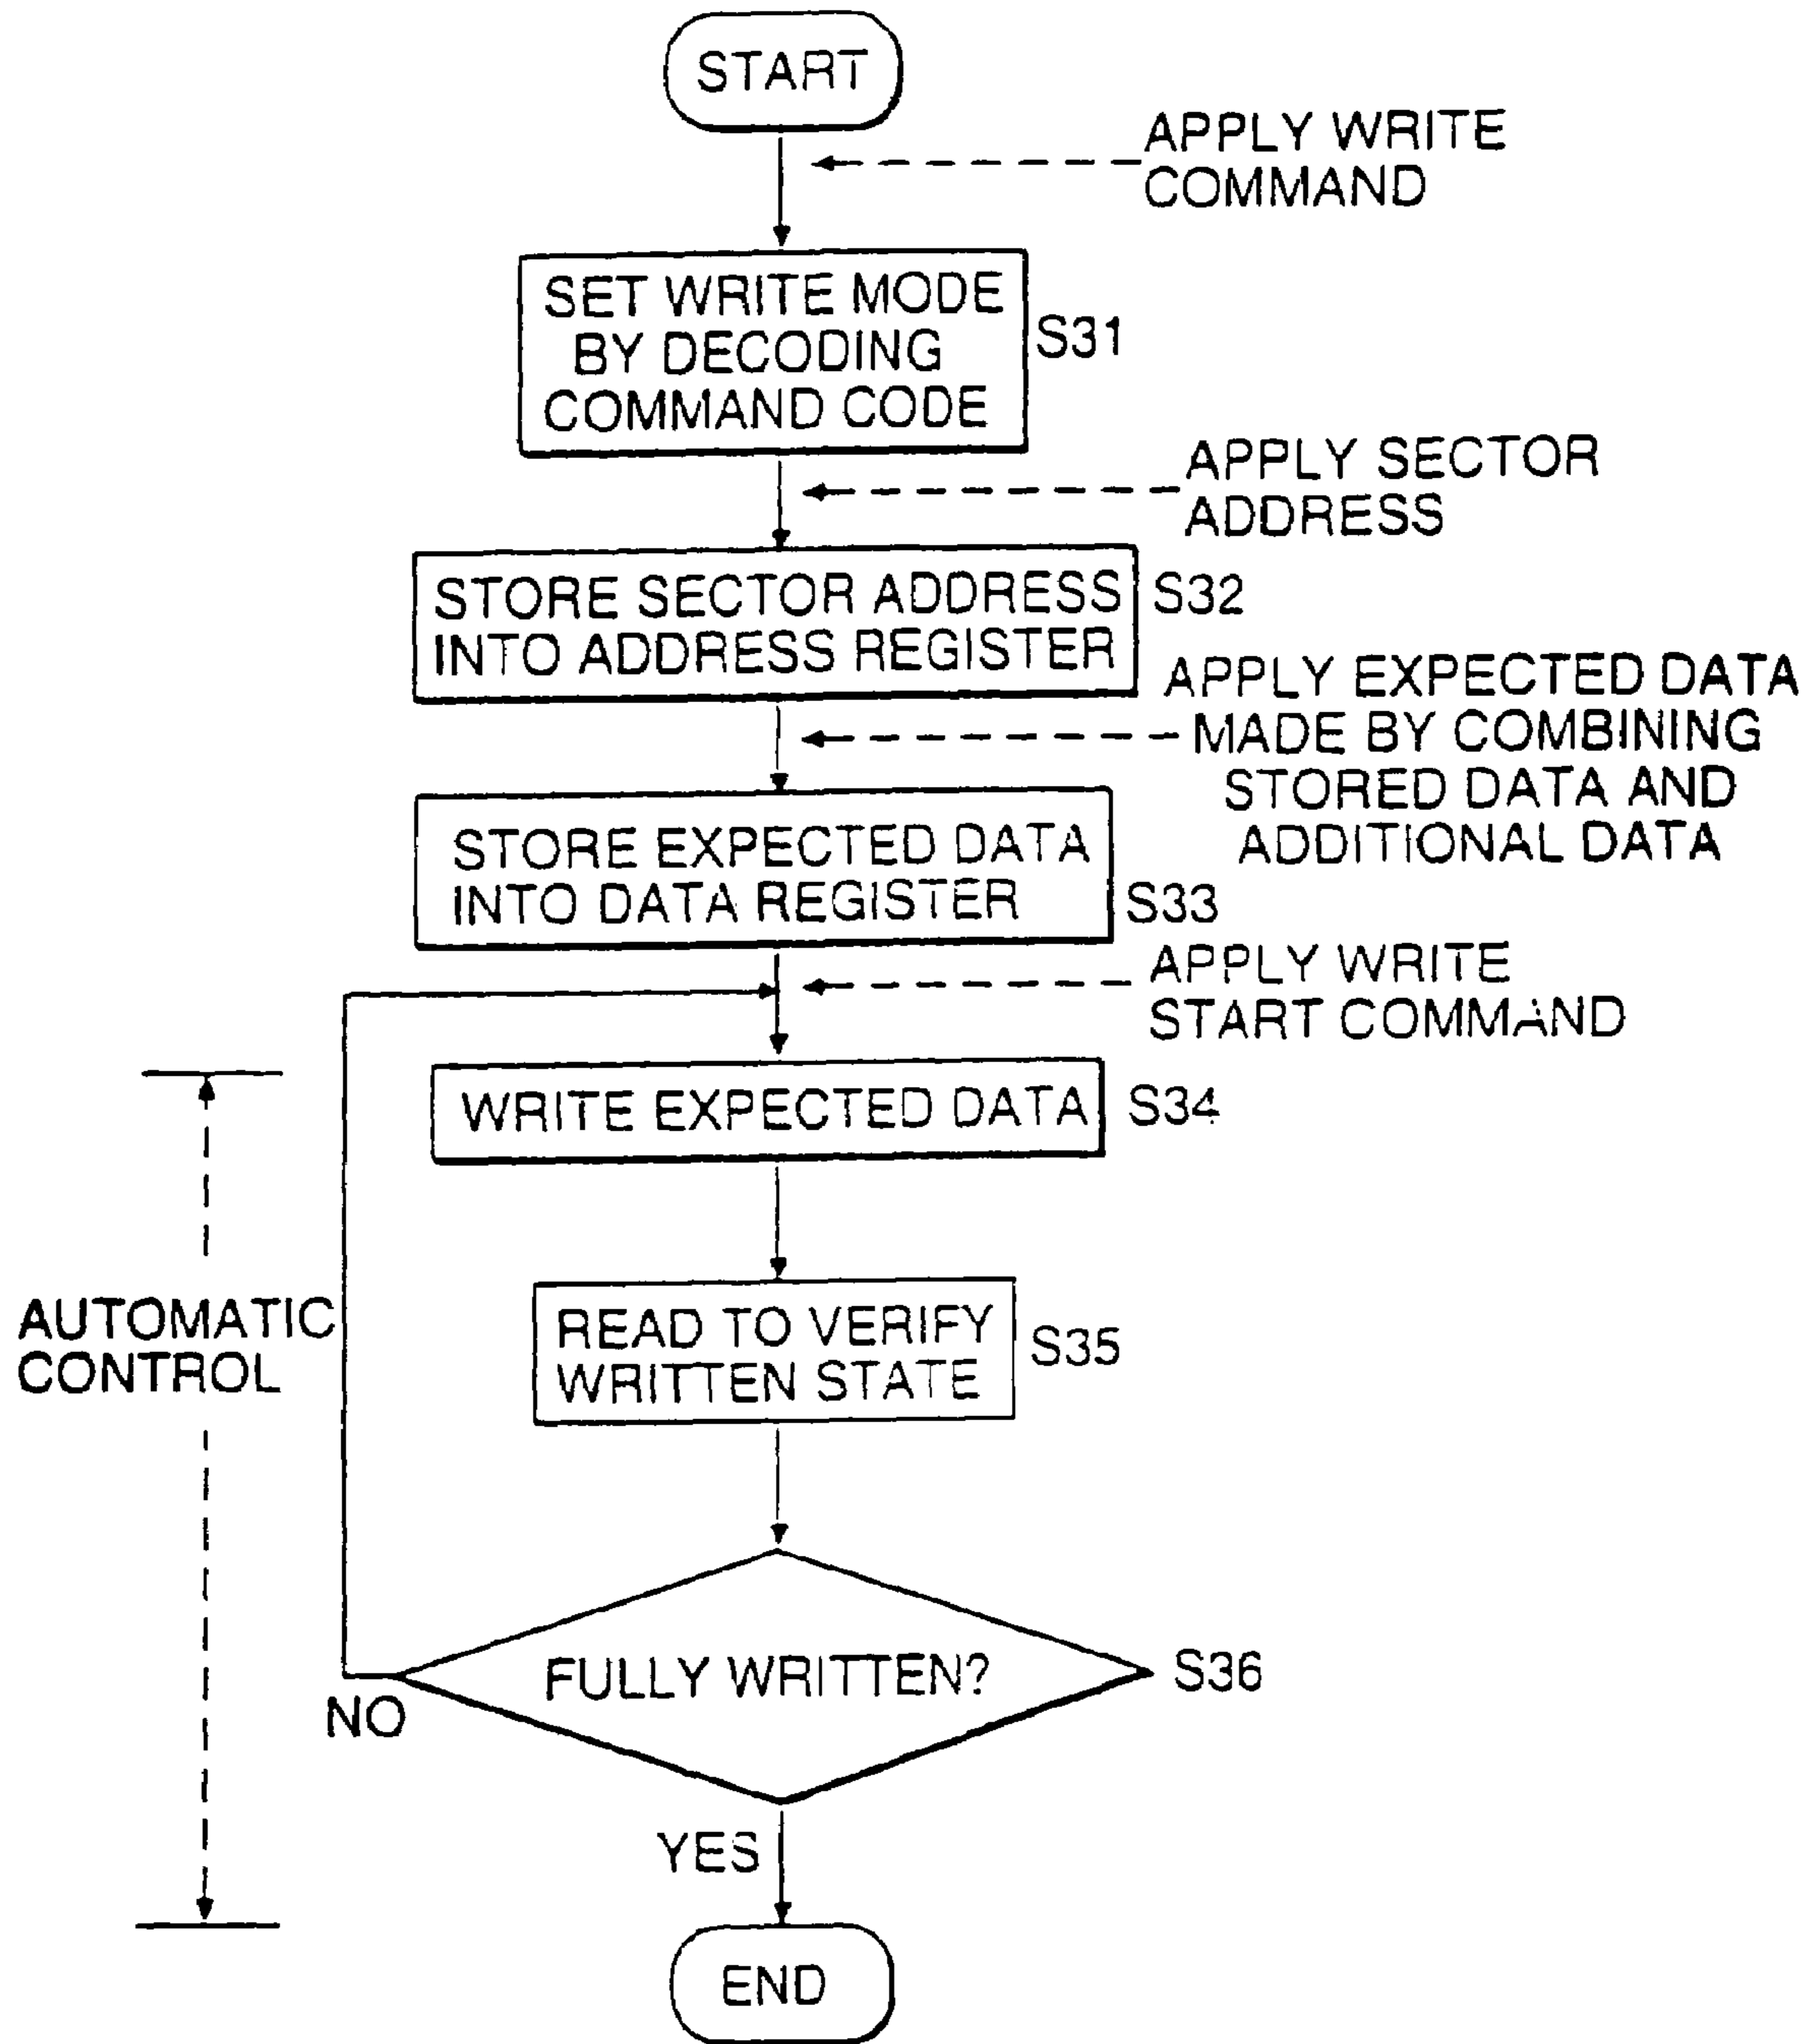 START
APPLY WRITE
COMMAND
SET WRITE MODE
BY DECODING
COMMAND CODE
S31
APPLY SECTOR
ADDRESS
STORE SECTOR ADDRESS
INTO ADDRESS REGISTER
S32
APPLY EXPECTED DATA
MADE BY COMBINING
STORED DATA AND
ADDITIONAL DATA
STORE EXPECTED DATA
INTO DATA REGISTER
S33
APPLY WRITE
START COMMAND
WRITE EXPECTED DATA
S34
AUTOMATIC
CONTROL
READ TO VERIFY
WRITTEN STATE
S35
FULLY WRITTEN?
S36
NO
YES
END